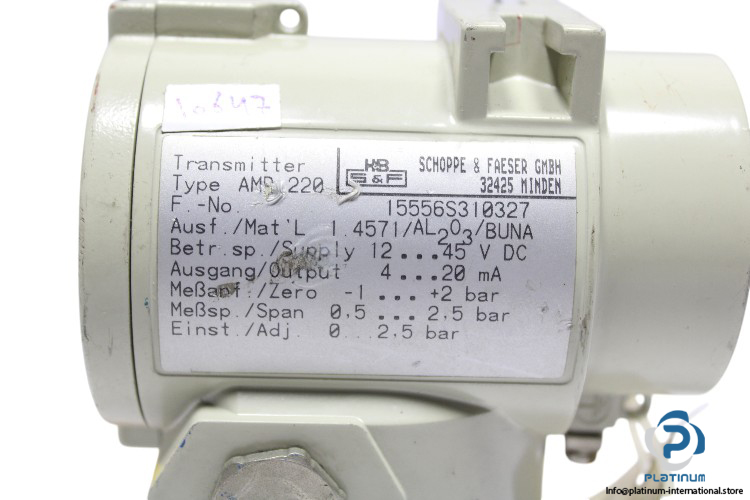 Transmitter
Type AMD 220
H&B
S&F
SCHOPPE & FAESER GMBH
32425 MINDEN
F.-No. 15556S310327
Ausf./Mat'L 1.4571/AL2O3/BUNA
Betr.sp./Supply 12...45 V DC
Ausgang/Output 4...20 mA
Meßanf./Zero -1 ... +2 bar
Meßsp./Span 0,5 ... 2,5 bar
Einst./Adj. 0...2,5 bar
PLATINUM
info@platinum-international.store